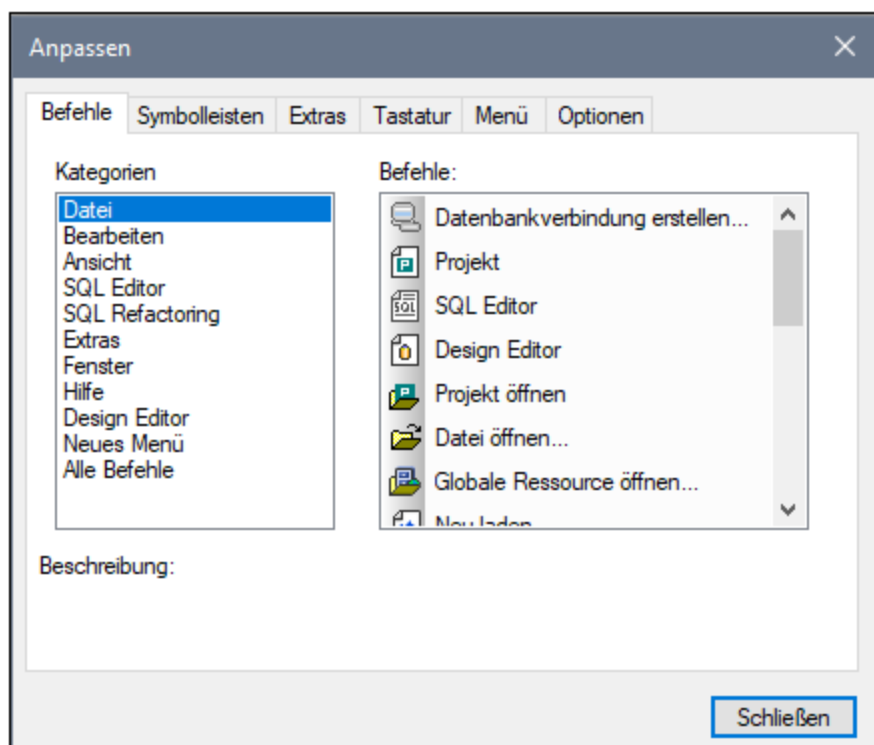 Anpassen
Befehle Symbolleisten Extras Tastatur Menü Optionen
Kategorien
Datei
Bearbeiten
Ansicht
SQL Editor
SQL Refactoring
Extras
Fenster
Hilfe
Design Editor
Neues Menü
Alle Befehle
Befehle:
Datenbankverbindung erstellen...
Projekt
SQL Editor
Design Editor
Projekt öffnen
Datei öffnen...
Globale Ressource öffnen...
Neu laden
Beschreibung:
Schließen